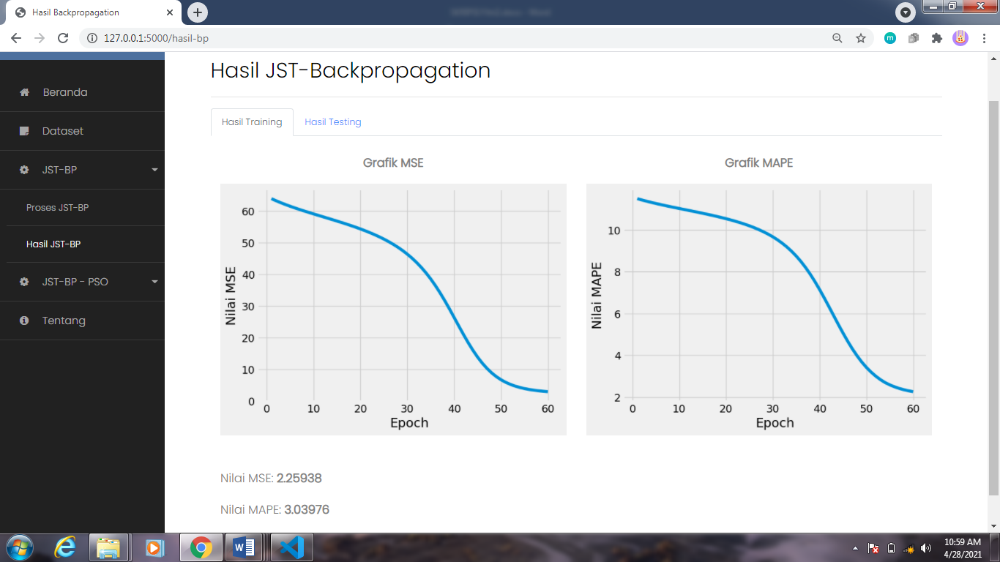 Hasil Backpropagation
127.0.0.1:5000/hasil-bp
Beranda
Dataset
JST-BP
Proses JST-BP
Hasil JST-BP
JST-BP - PSO
Tentang
Hasil JST-Backpropagation
Hasil Training
Hasil Testing
Grafik MSE
Nilai MSE
60
50
40
30
20
10
0
0 10 20 30 40 50 60
Epoch
Grafik MAPE
Nilai MAPE
10
8
6
4
2
0 10 20 30 40 50 60
Epoch
Nilai MSE: 2.25938
Nilai MAPE: 3.03976
10:59 AM
4/28/2021